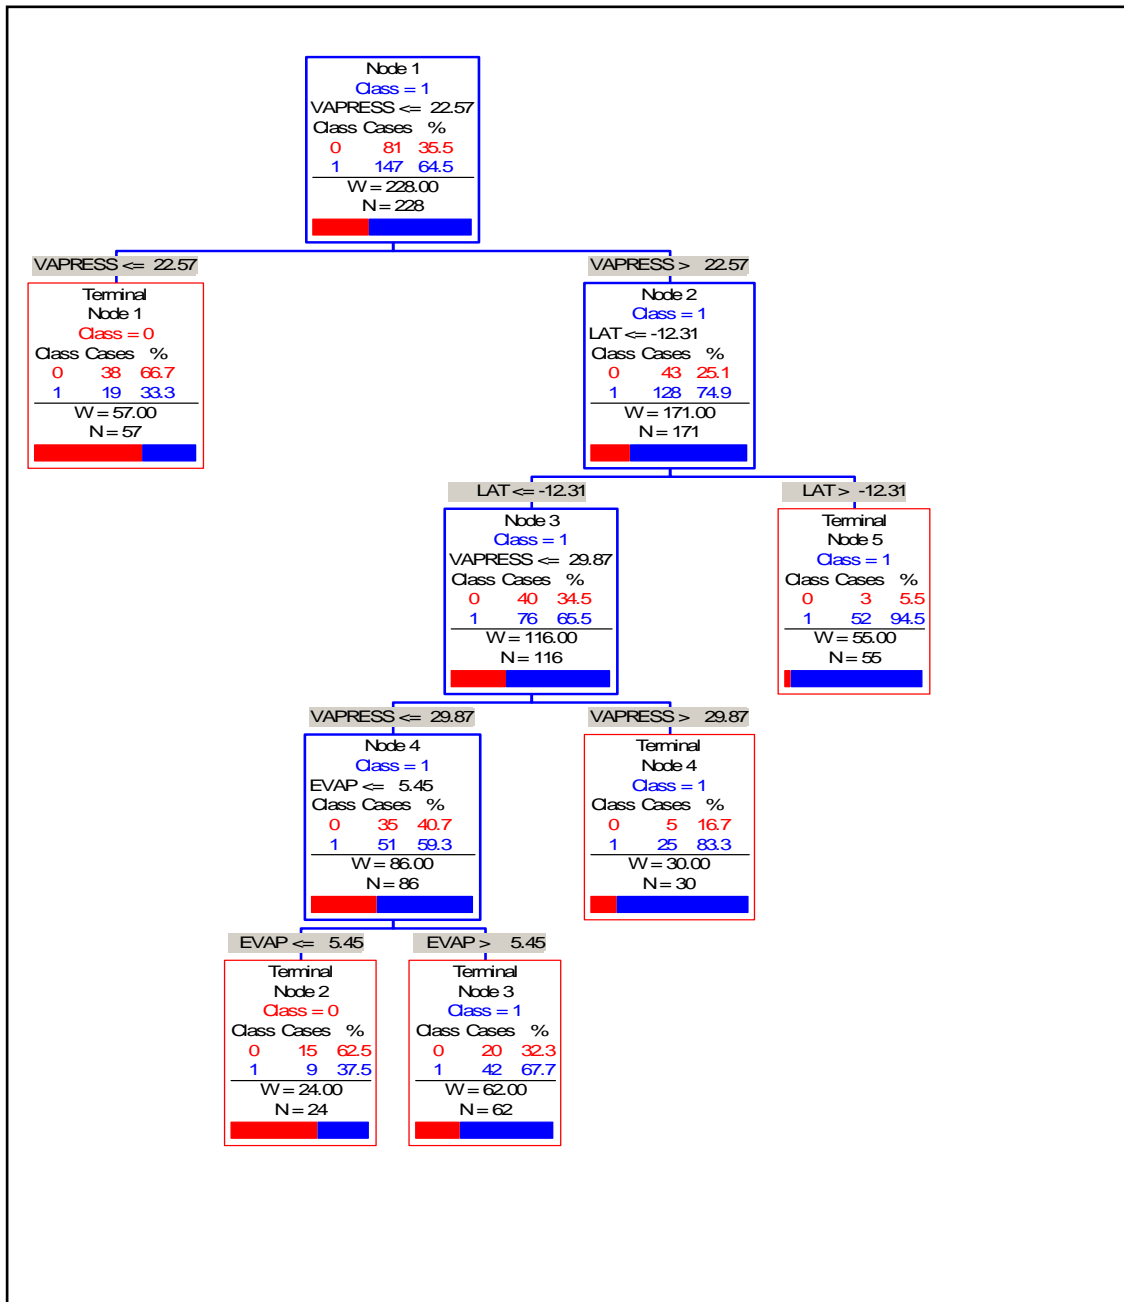 Node 1
Class = 1
VAPRESS <= 22.57
Class Cases %
0 81 35.5
1 147 64.5
W = 228.00
N = 228
VAPRESS <= 22.57
VAPRESS > 22.57
Terminal
Node 1
Class = 0
Class Cases %
0 38 66.7
1 19 33.3
W = 57.00
N = 57
Node 2
Class = 1
LAT <= -12.31
Class Cases %
0 43 25.1
1 128 74.9
W = 171.00
N = 171
LAT <= -12.31
LAT > -12.31
Node 3
Class = 1
VAPRESS <= 29.87
Class Cases %
0 40 34.5
1 76 65.5
W = 116.00
N = 116
Terminal
Node 5
Class = 1
Class Cases %
0 3 5.5
1 52 94.5
W = 55.00
N = 55
VAPRESS <= 29.87
VAPRESS > 29.87
Node 4
Class = 1
EVAP <= 5.45
Class Cases %
0 35 40.7
1 51 59.3
W = 86.00
N = 86
Terminal
Node 4
Class = 1
Class Cases %
0 5 16.7
1 25 83.3
W = 30.00
N = 30
EVAP <= 5.45
EVAP > 5.45
Terminal
Node 2
Class = 0
Class Cases %
0 15 62.5
1 9 37.5
W = 24.00
N = 24
Terminal
Node 3
Class = 1
Class Cases %
0 20 32.3
1 42 67.7
W = 62.00
N = 62